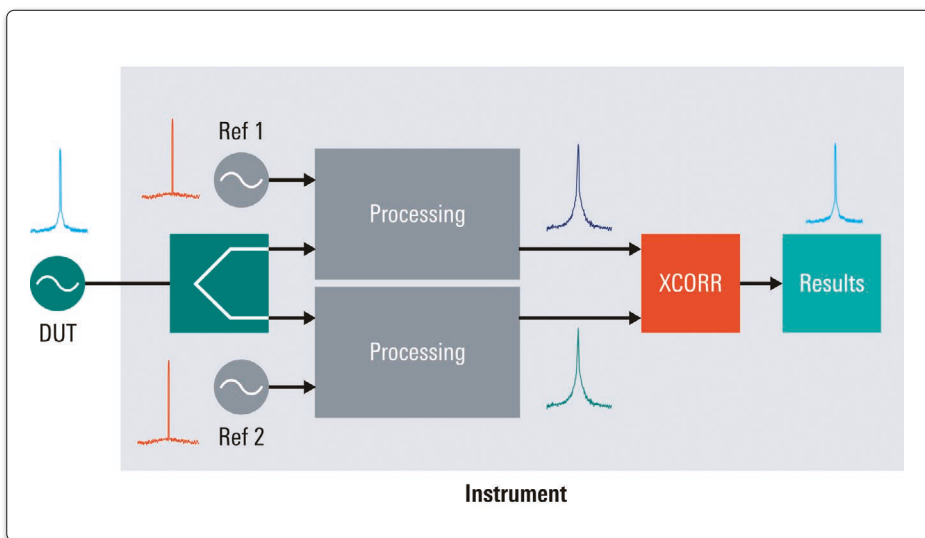 Ref 1
Processing
DUT
XCORR
Results
Processing
Ref 2
Instrument